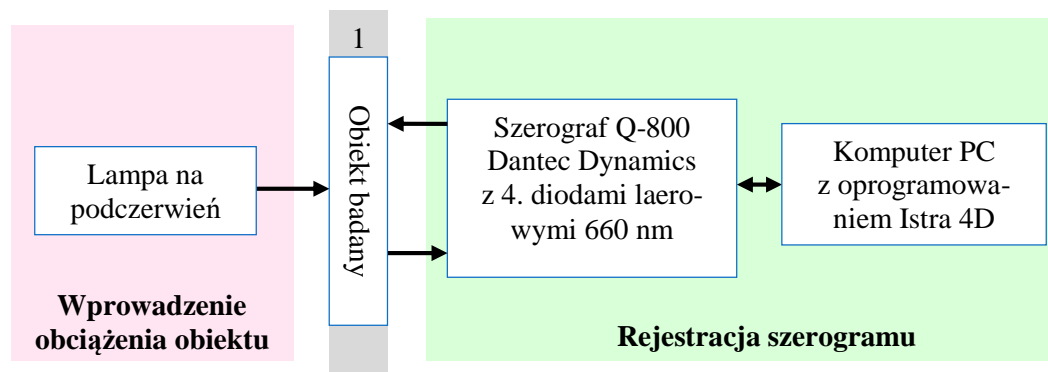 1
Obiekt badany
Lampa na
podczerwień
Wprowadzenie
obciążenia obiektu
Szerograf Q-800
Dantec Dynamics
z 4. diodami laero-
wymi 660 nm
Komputer PC
z oprogramowa-
niem Istra 4D
Rejestracja szerogramu